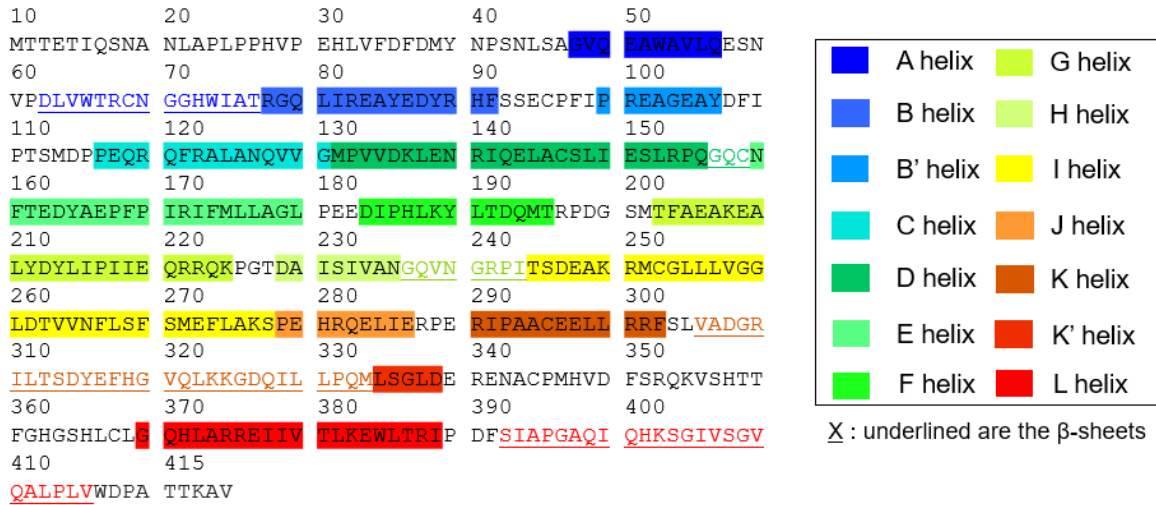 10 20 30 40 50
MTTETIQSNA NLAPLPPHVP EHLVFDFDMY NPSNLSAGVQ EAWAVLQESN
60 70 80 90 100
VPDLVWTRCN GGHWIATRGQ LIREAYEDYR HFSSECPFIP REAGEAYDFI
110 120 130 140 150
PTSMDPPEQR QFRALANQVV GMPVVDKLEN RIQELACSLI ESLRPQGQCN
160 170 180 190 200
FTEDYAEPFP IRIFMLLAGL PEEDIPHLKY LTDQMTRPDG SMTFAEAKEA
210 220 230 240 250
LYDYLIPIIE QRRQKPGTDA ISIVANGQVN GRPITSDEAK RMCGLLLVGG
260 270 280 290 300
LDTVVNFLSF SMEFLAKSPE HRQELIERPE RIPAACEELL RRFSLVADGR
310 320 330 340 350
ILTSDYEFHG VQLKKGDQIL LPQMLSGLDE RENACPMHVD FSRQKVSHTT
360 370 380 390 400
FGHGSHLCLG QHLARREIIV TLKEWLTRIP DFSIAPGAQI QHKSGIVSGV
410 415
QALPLVWDPA TTKAV
A helix
B helix
B' helix
C helix
D helix
E helix
F helix
G helix
H helix
I helix
J helix
K helix
K' helix
L helix
X : underlined are the β-sheets